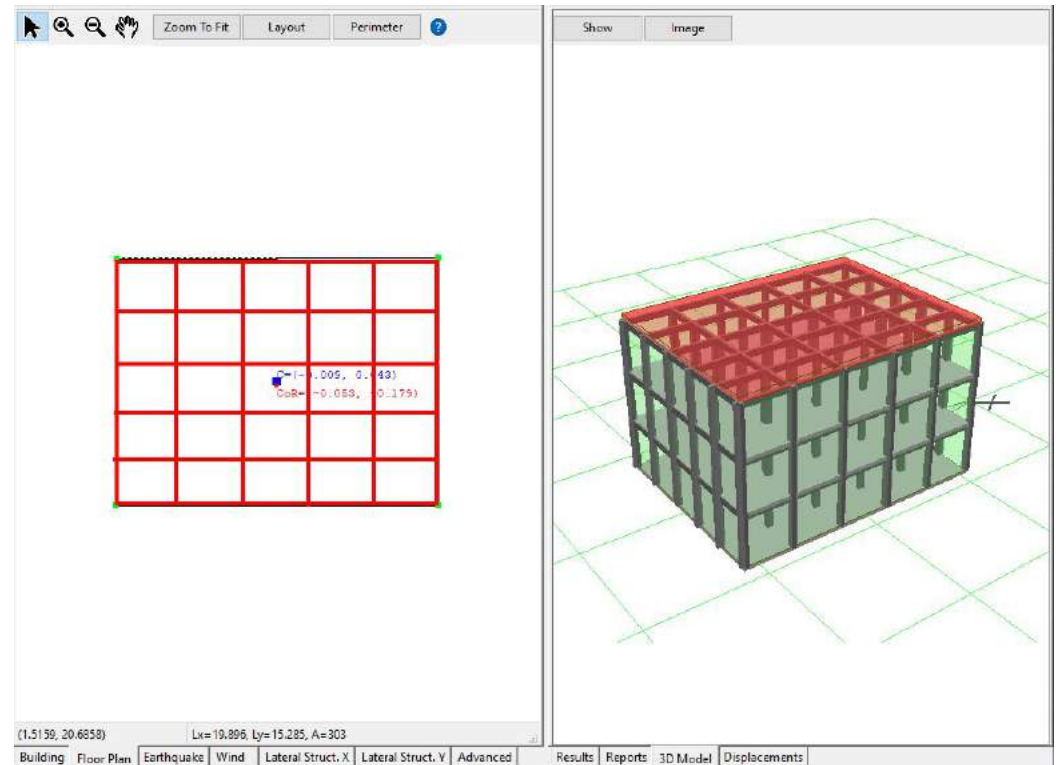 Zoom To Fit Layout Perimeter ?
Show Image
(1.5159, 20.6858) Lx=19.896, Ly=15.285, A=303
Building Floor Plan Earthquake Wind Lateral Struct. X Lateral Struct. Y Advanced
Results Reports 3D Model Displacements